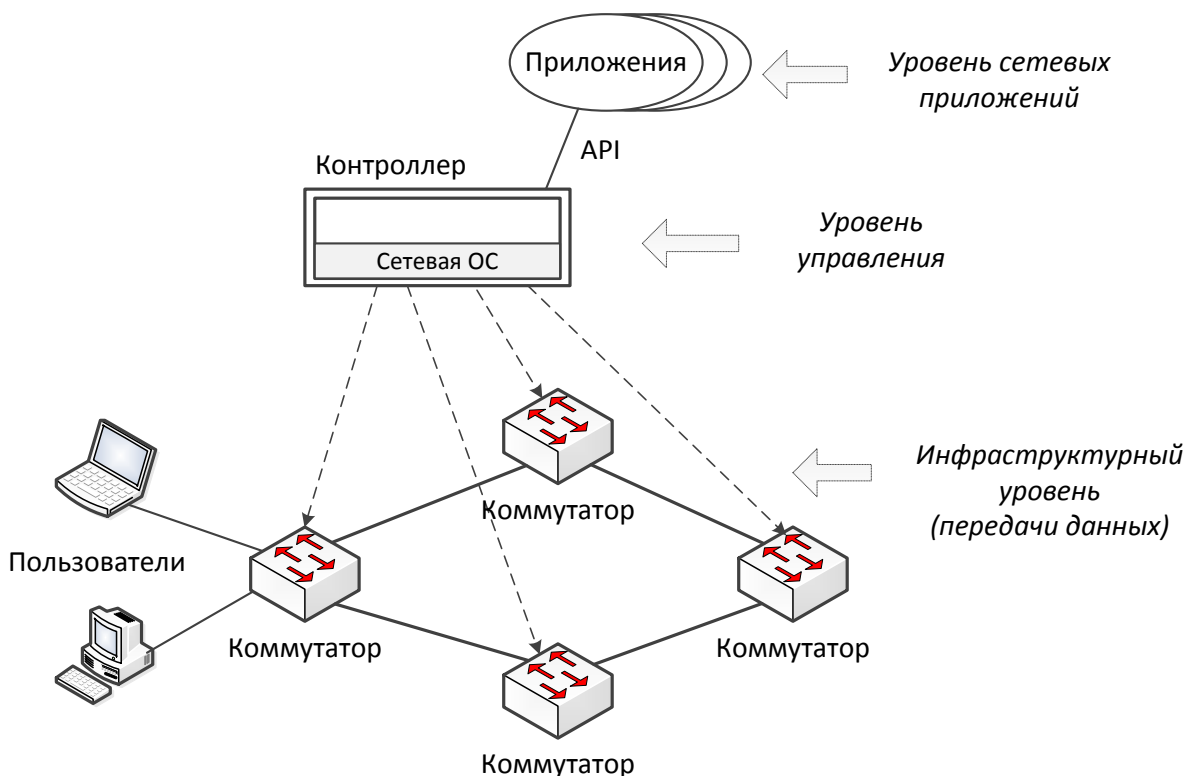 Приложения
Уровень сетевых
приложений
API
Контроллер
Уровень
управления
Сетевая ОС
Инфраструктурный
уровень
(передачи данных)
Коммутатор
Пользователи
Коммутатор
Коммутатор
Коммутатор